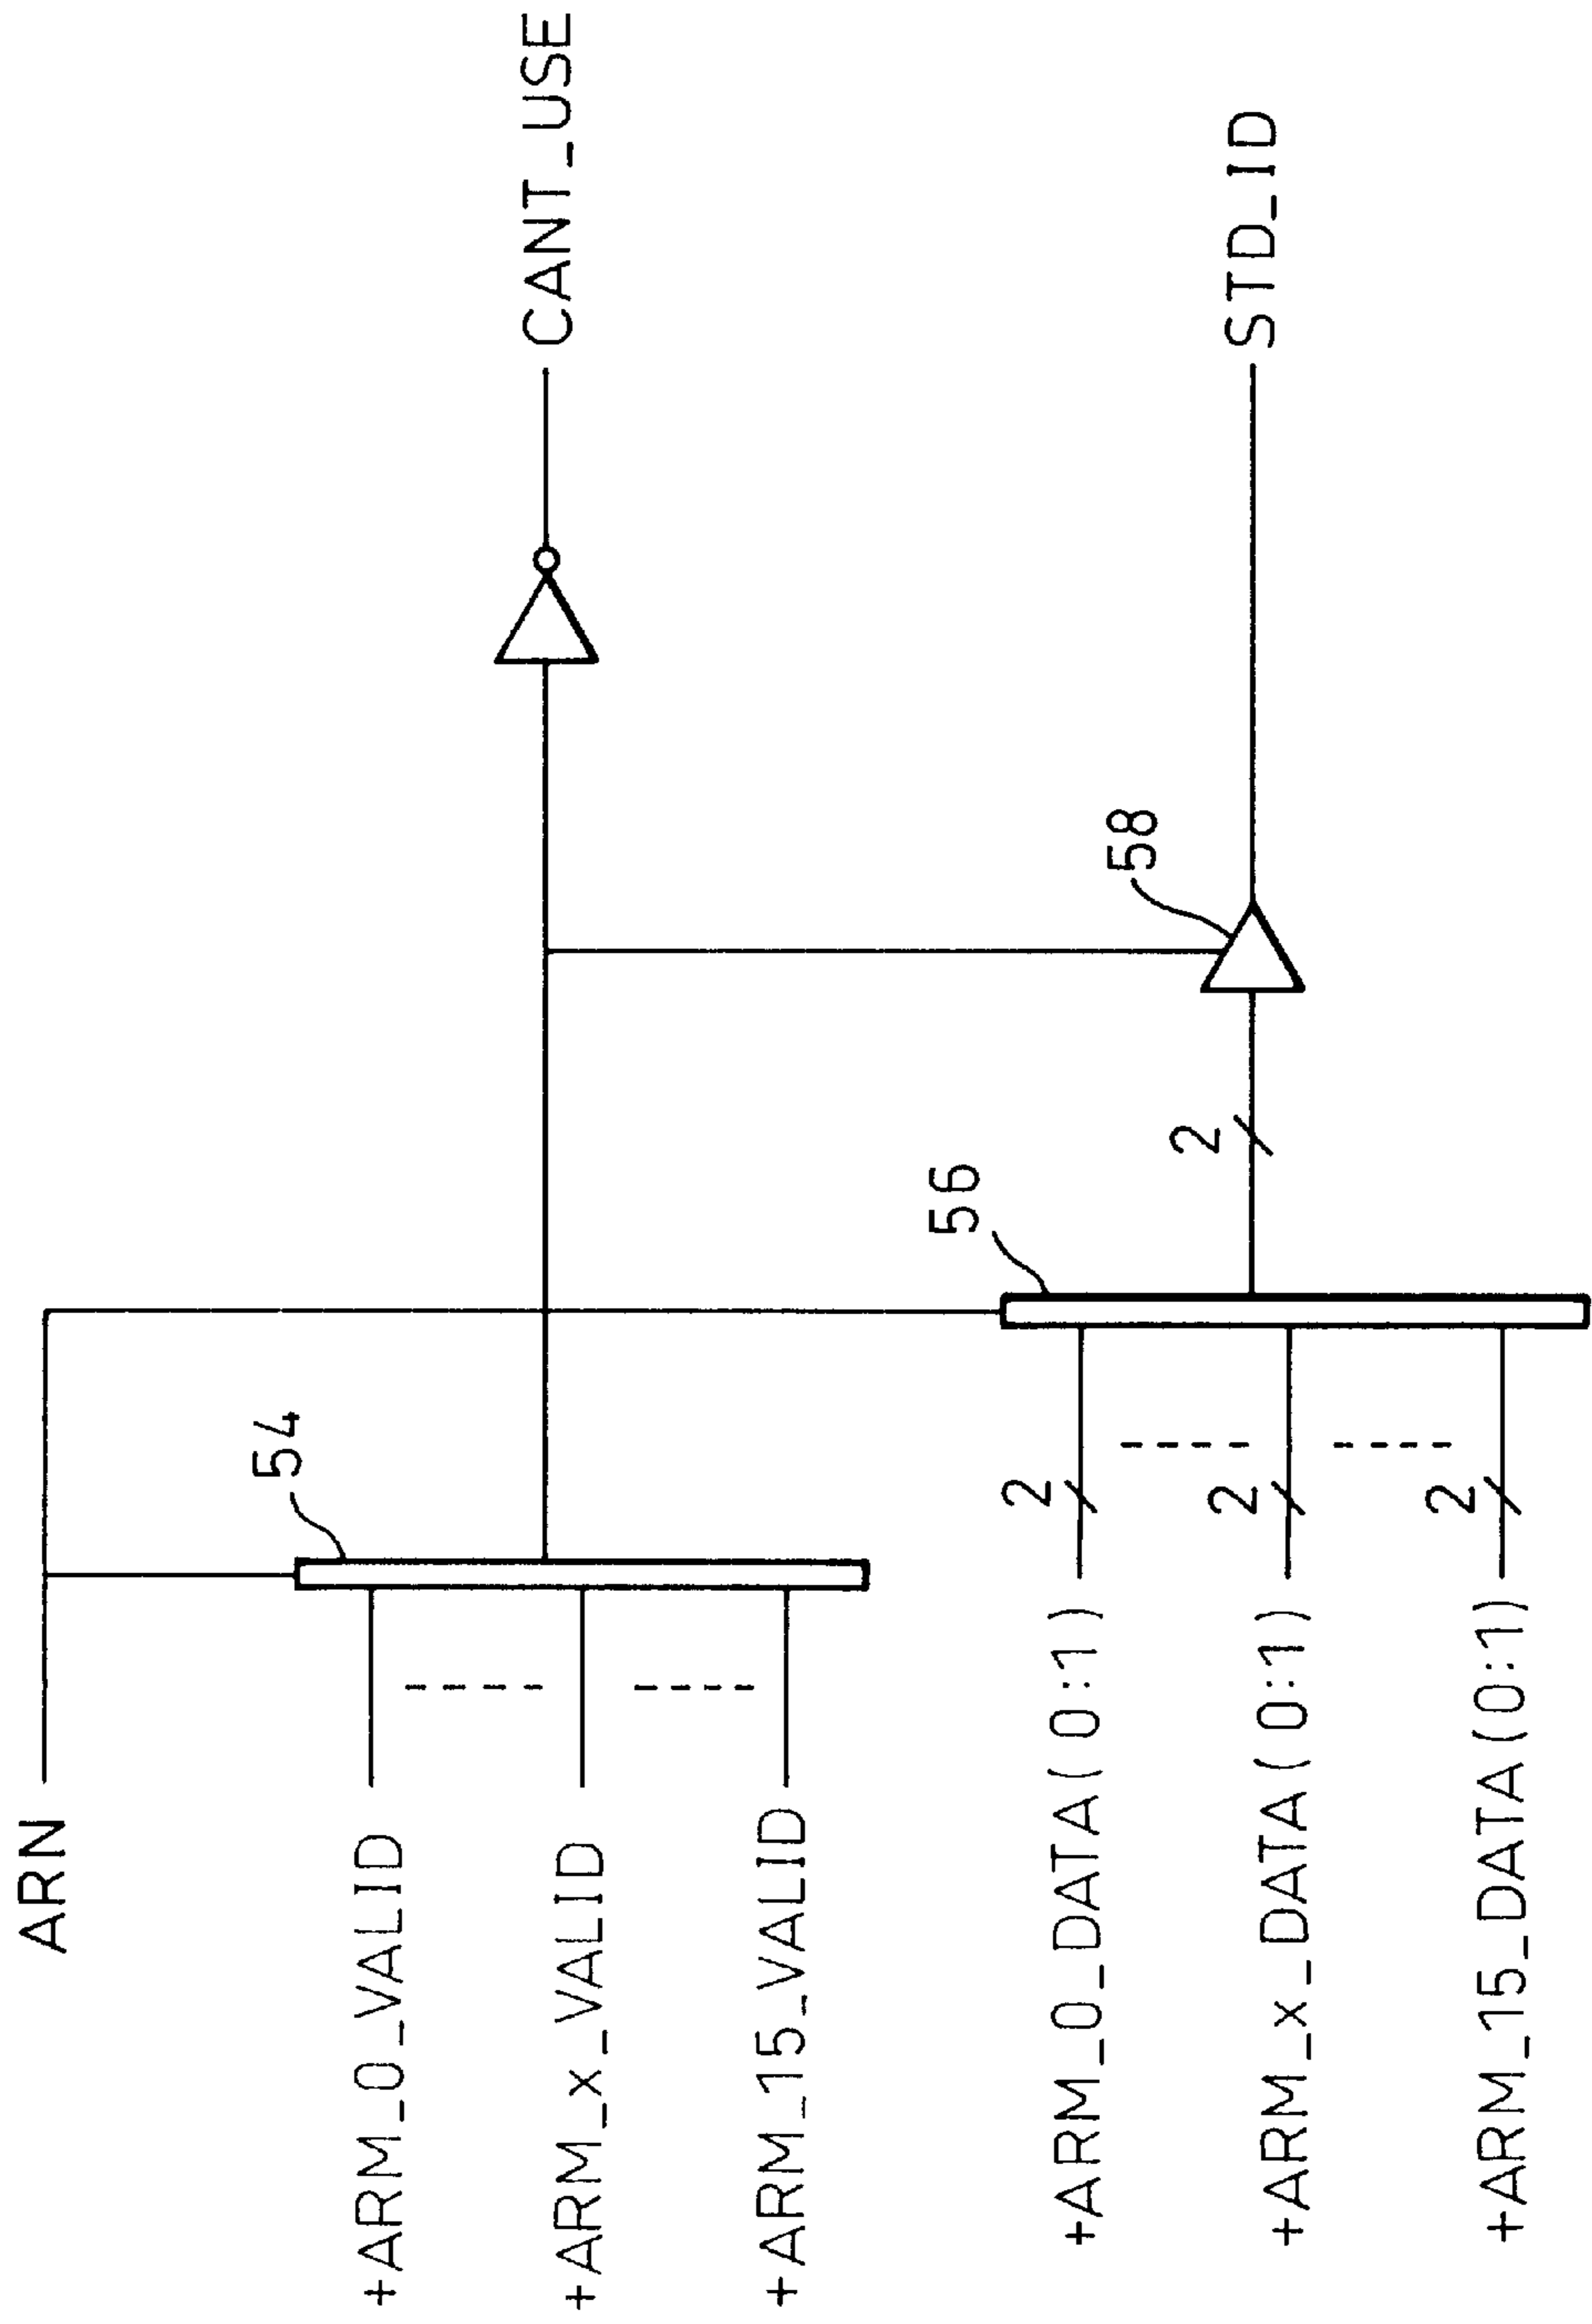 ARN
+ARM_0_VALID
+ARM_x_VALID
+ARM_15_VALID
54
CANT_USE
+ARM_0_DATA(0:1)
2
+ARM_x_DATA(0:1)
2
+ARM_15_DATA(0:1)
2
56
2
58
STD_ID